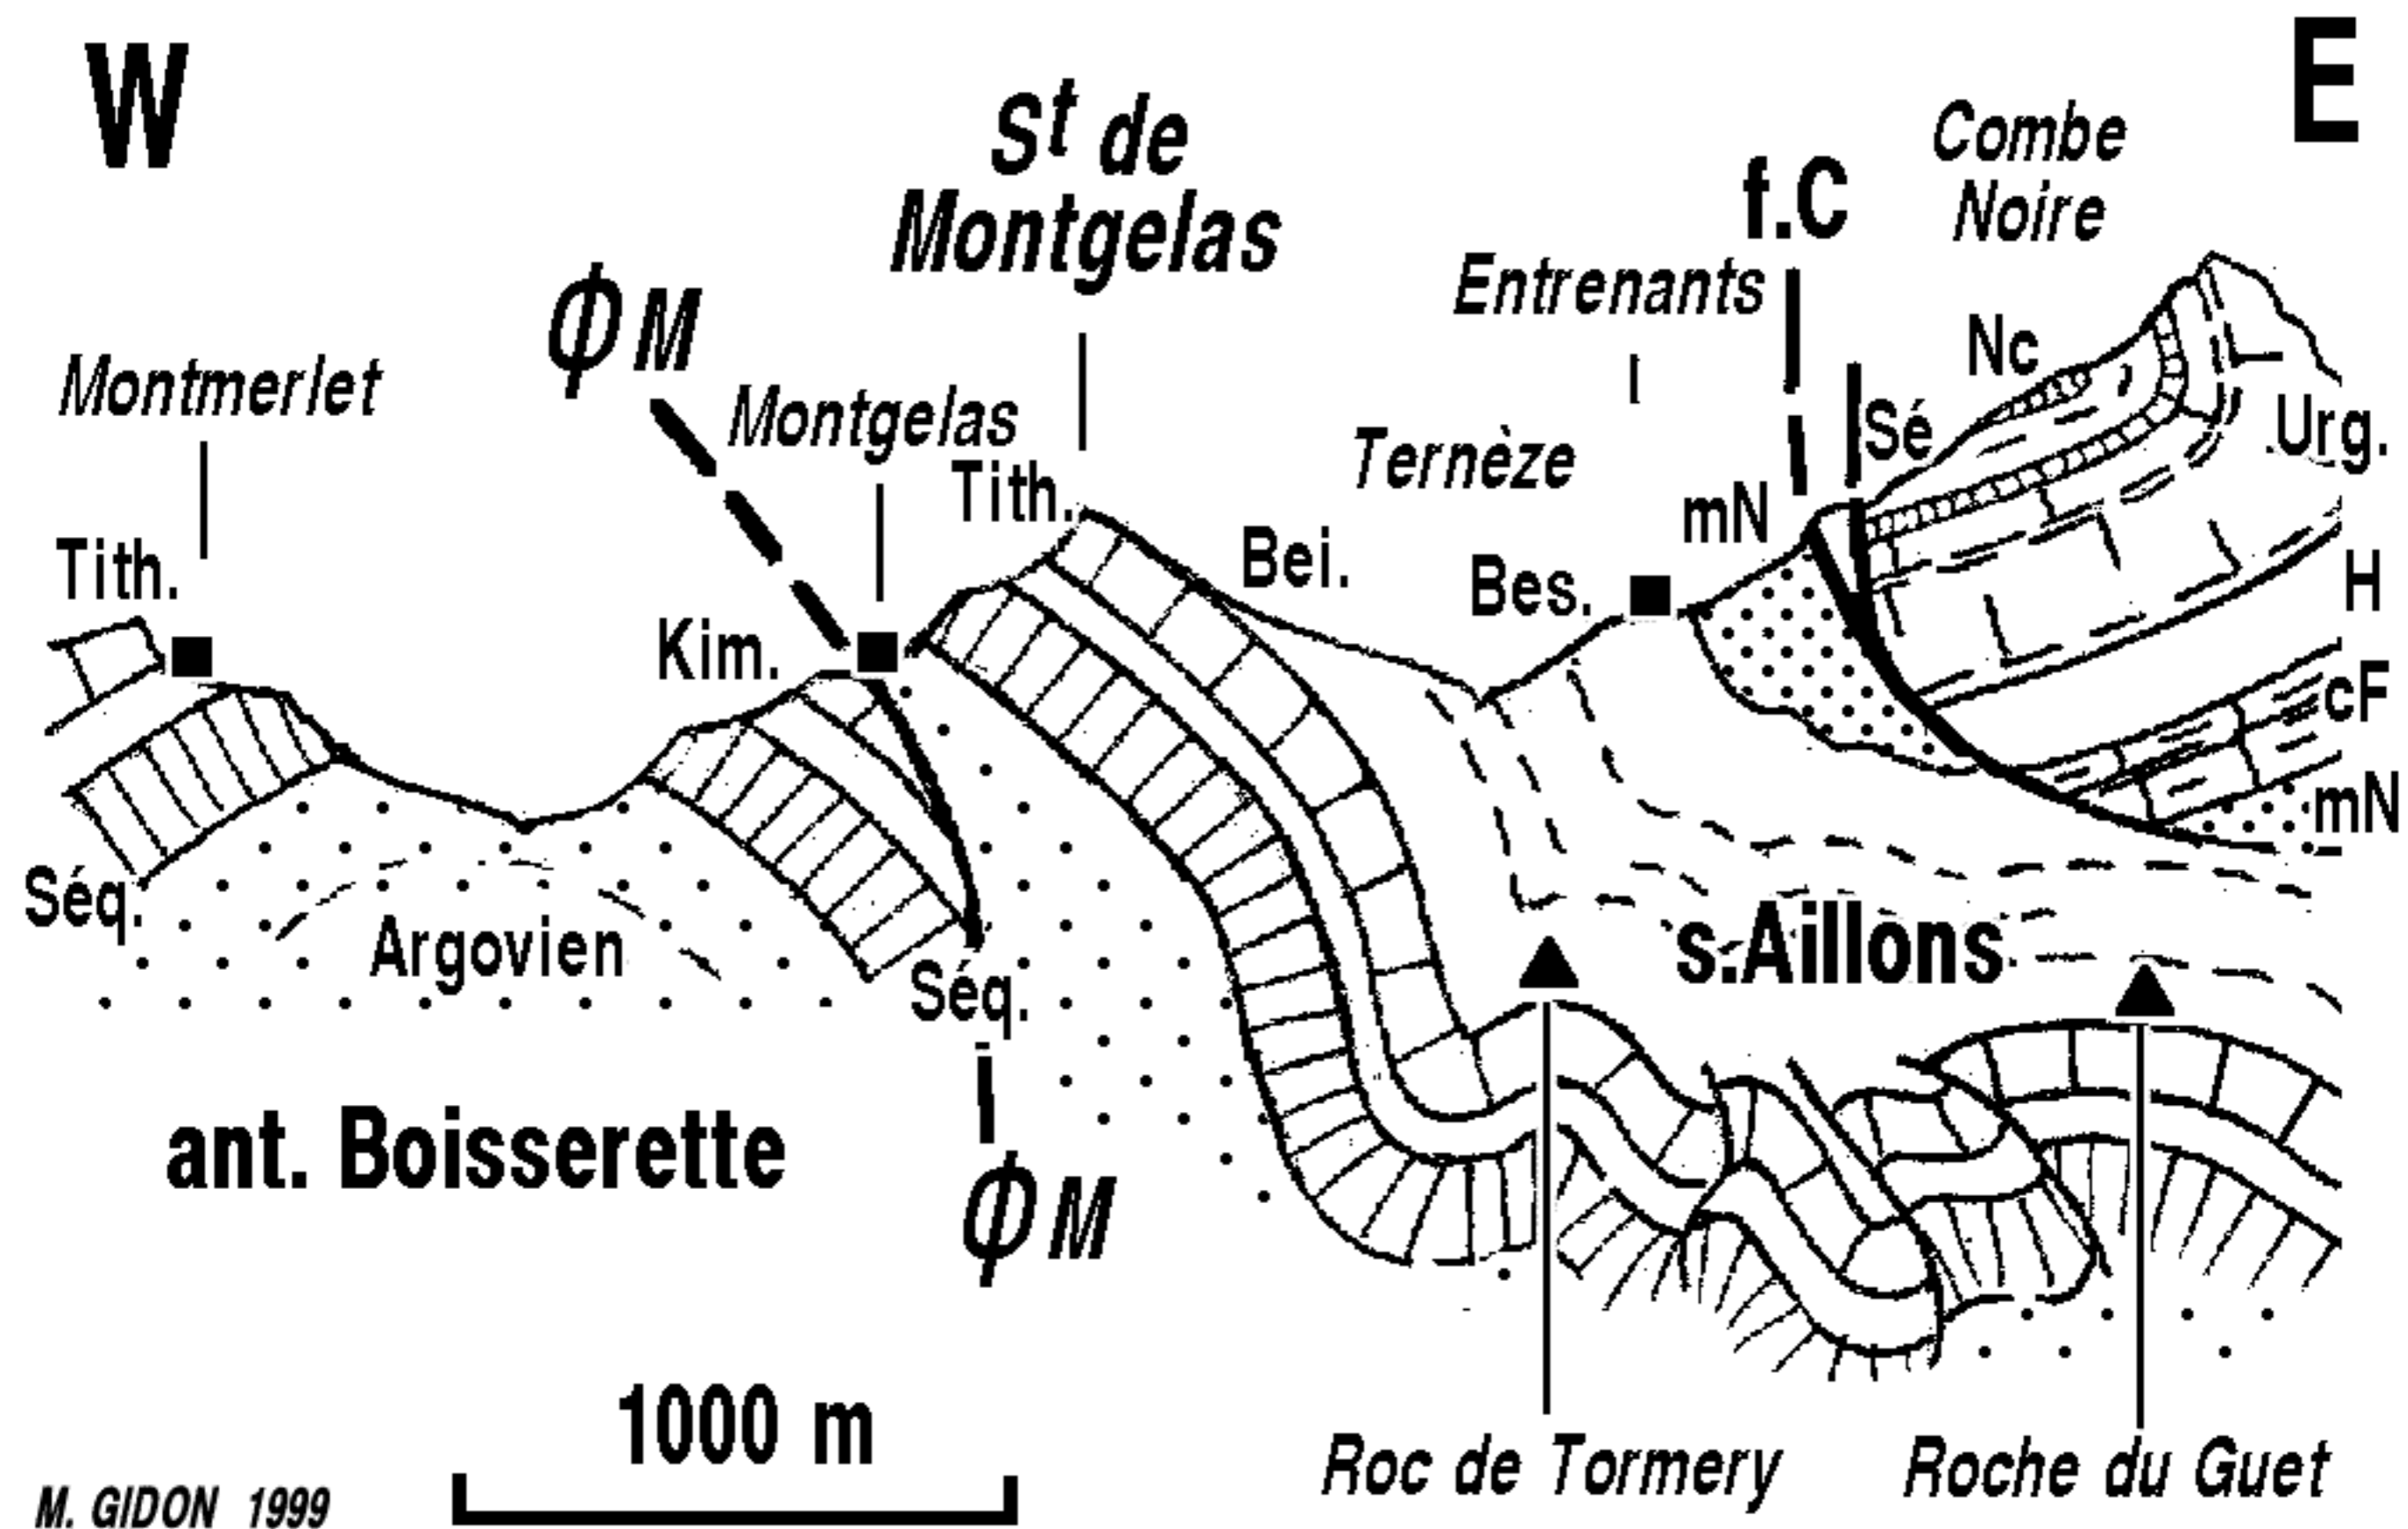 W
E
St de
Montgelas
Combe
Noire
f.C
Entrenants
ϕM
Nc
Montmerlet
Montgelas
Sé
Urg.
Ternèze
Tith.
mN
Tith.
Bei.
Bes.
H
Kim.
cF
mN
Séq.
Argovien
s.Aillons
Séq.
ant. Boisserette
ϕM
1000 m
Roc de Tormery
Roche du Guet
M. GIDON 1999